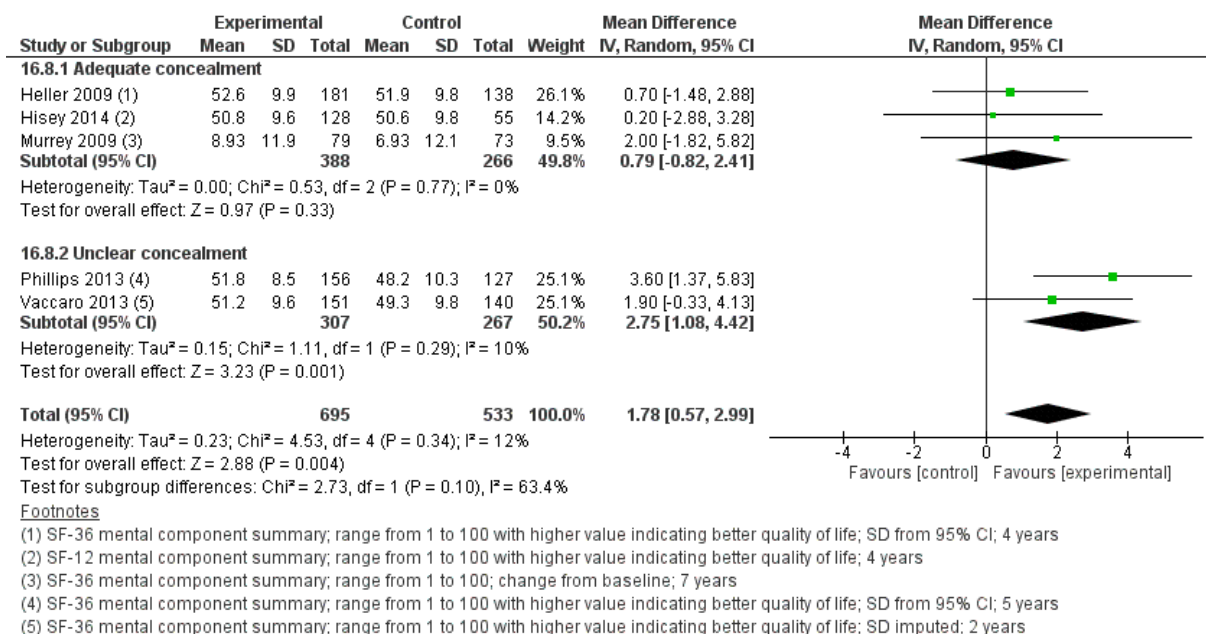 Experimental Control Mean Difference Mean Difference
Study or Subgroup Mean SD Total Mean SD Total Weight IV, Random, 95% CI IV, Random, 95% CI
16.8.1 Adequate concealment
Heller 2009 (1) 52.6 9.9 181 51.9 9.8 138 26.1% 0.70 [-1.48, 2.88]
Hisey 2014 (2) 50.8 9.6 128 50.6 9.8 55 14.2% 0.20 [-2.88, 3.28]
Murrey 2009 (3) 8.93 11.9 79 6.93 12.1 73 9.5% 2.00 [-1.82, 5.82]
Subtotal (95% CI) 388 266 49.8% 0.79 [-0.82, 2.41]
Heterogeneity: Tau² = 0.00; Chi² = 0.53, df = 2 (P = 0.77); I² = 0%
Test for overall effect: Z = 0.97 (P = 0.33)
16.8.2 Unclear concealment
Phillips 2013 (4) 51.8 8.5 156 48.2 10.3 127 25.1% 3.60 [1.37, 5.83]
Vaccaro 2013 (5) 51.2 9.6 151 49.3 9.8 140 25.1% 1.90 [-0.33, 4.13]
Subtotal (95% CI) 307 267 50.2% 2.75 [1.08, 4.42]
Heterogeneity: Tau² = 0.15; Chi² = 1.11, df = 1 (P = 0.29); I² = 10%
Test for overall effect: Z = 3.23 (P = 0.001)
Total (95% CI) 695 533 100.0% 1.78 [0.57, 2.99]
Heterogeneity: Tau² = 0.23; Chi² = 4.53, df = 4 (P = 0.34); I² = 12%
Test for overall effect: Z = 2.88 (P = 0.004)
Test for subgroup differences: Chi² = 2.73, df = 1 (P = 0.10), I² = 63.4%
-4 -2 0 2 4
Favours [control] Favours [experimental]
Footnotes
(1) SF-36 mental component summary; range from 1 to 100 with higher value indicating better quality of life; SD from 95% CI; 4 years
(2) SF-12 mental component summary; range from 1 to 100 with higher value indicating better quality of life; 4 years
(3) SF-36 mental component summary; range from 1 to 100; change from baseline; 7 years
(4) SF-36 mental component summary; range from 1 to 100 with higher value indicating better quality of life; SD from 95% CI; 5 years
(5) SF-36 mental component summary; range from 1 to 100 with higher value indicating better quality of life; SD imputed; 2 years